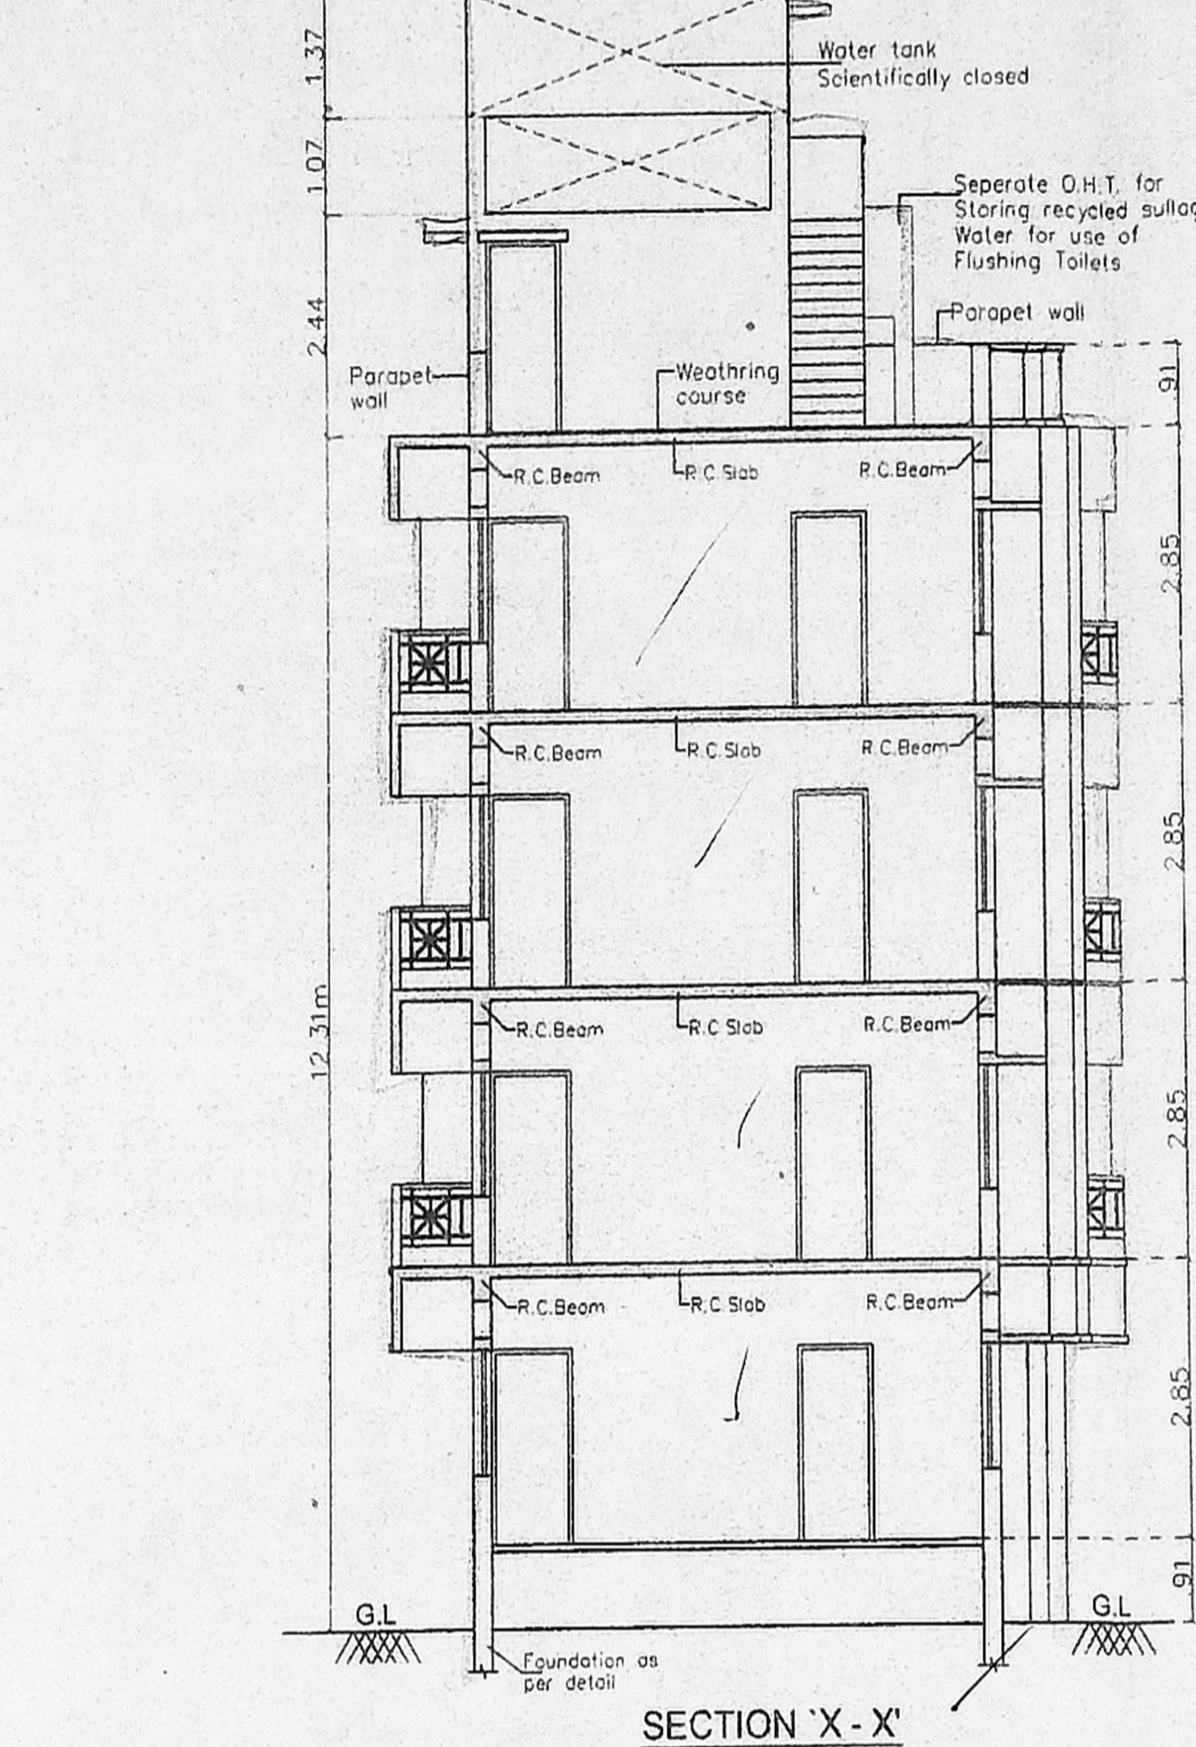 1.37
Water tank
Scientifically closed
1.07
Seperate O.H.T. for
Storing recycled
Water for use of
Flushing Toilets
2.44
Parapet wall
Parapet
wall
Weathring
course
91
R.C.Beam
R.C.Slab
R.C.Beam
2.85
R.C.Beam
R.C.Slab
R.C.Beam
2.85
12.31m
R.C.Beam
R.C Slab
R.C.Beam
2.85
R.C.Beam
R.C Slab
R.C.Beam
2.85
91
G.L
G.L
Foundation as
per detail
SECTION 'X - X'